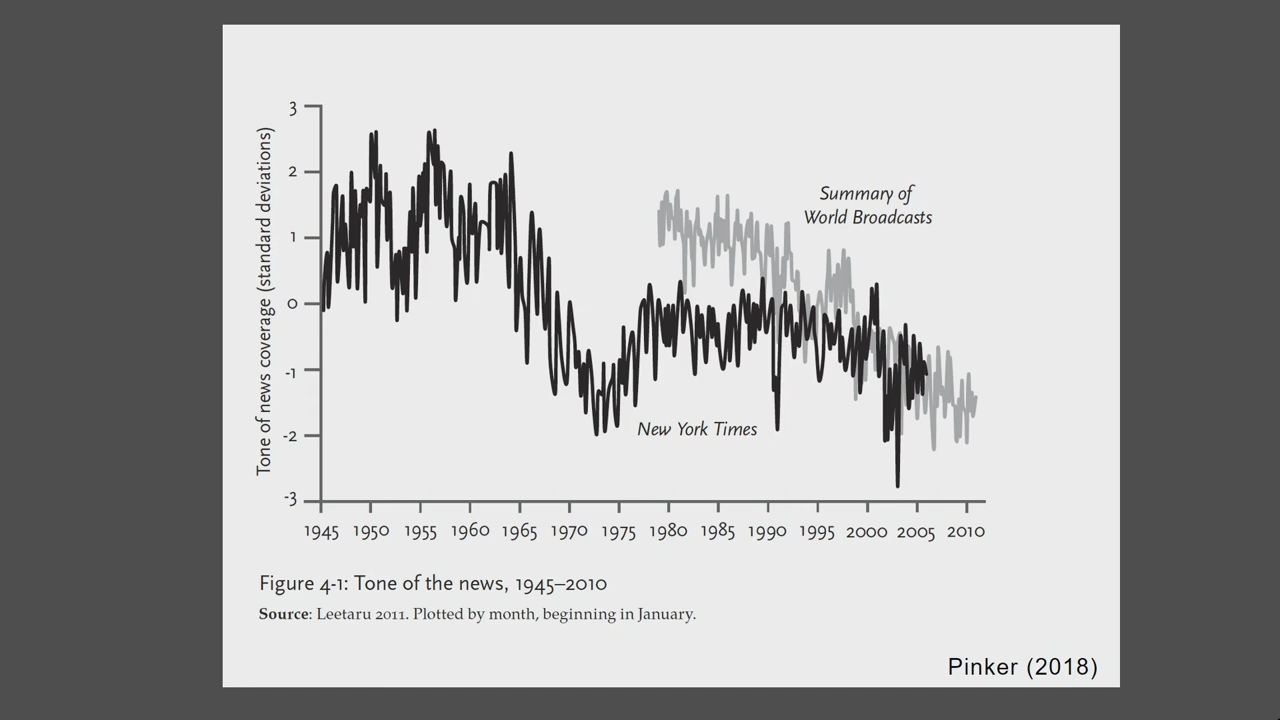 3
2
1
0
-1
-2
-3
Tone of news coverage (standard deviations)
Summary of
World Broadcasts
New York Times
1945 1950 1955 1960 1965 1970 1975 1980 1985 1990 1995 2000 2005 2010
Figure 4-1: Tone of the news, 1945–2010
Source: Leetaru 2011. Plotted by month, beginning in January.
Pinker (2018)